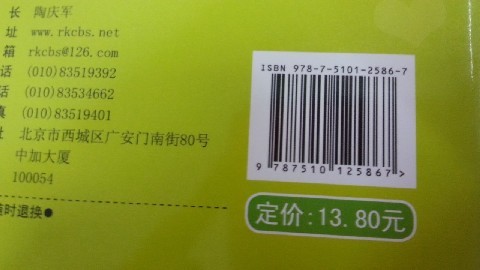 长 陶庆军
址 www.rkcbs.net
箱 rkcbs@126.com
话 (010)83519392
话 (010)83534662
真 (010)83519401
址 北京市西城区广安门南街80号
中加大厦
100054
随时退换●
ISBN 978-7-5101-2586-7
9 787510 125867>
定价:13.80元